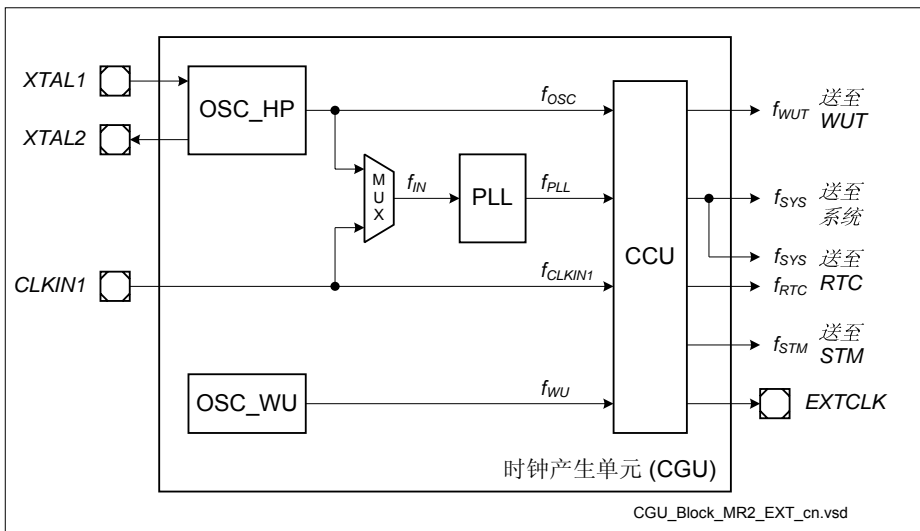 XTAL1
XTAL2
CLKIN1
OSC_HP
MUX
f_IN
PLL
f_PLL
f_OSC
f_CLKIN1
OSC_WU
f_WU
CCU
f_WUT 送至 WUT
f_SYS 送至 系统
f_SYS 送至
f_RTC RTC
f_STM 送至 STM
EXTCLK
时钟产生单元 (CGU)
CGU_Block_MR2_EXT_cn.vsd